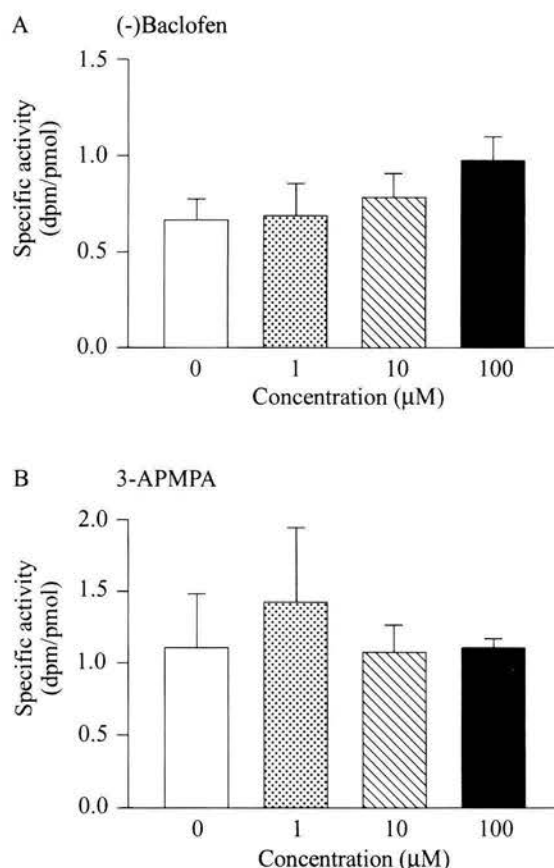 A (-)Baclofen
1.5
1.0
0.5
0.0
Specific activity
(dpm/pmol)
0 1 10 100
Concentration (µM)
B 3-APMPA
2.0
1.5
1.0
0.5
0.0
Specific activity
(dpm/pmol)
0 1 10 100
Concentration (µM)